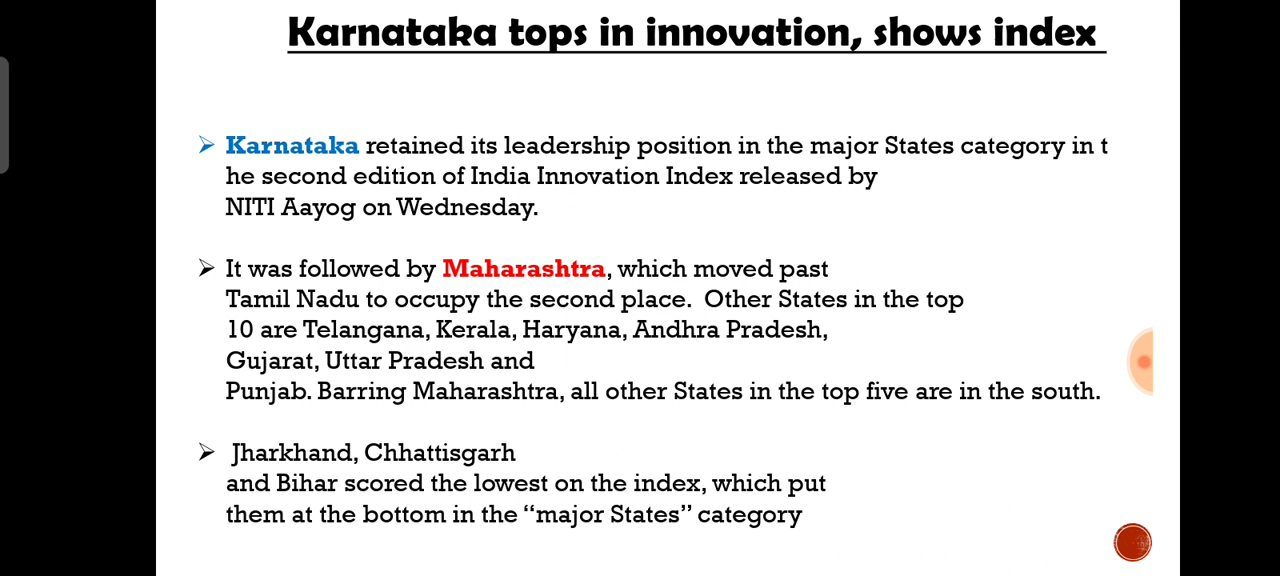 Karnataka tops in innovation, shows index
➢ Karnataka retained its leadership position in the major States category in t
he second edition of India Innovation Index released by
NITI Aayog on Wednesday.
➢ It was followed by Maharashtra, which moved past
Tamil Nadu to occupy the second place. Other States in the top
10 are Telangana, Kerala, Haryana, Andhra Pradesh,
Gujarat, Uttar Pradesh and
Punjab. Barring Maharashtra, all other States in the top five are in the south.
➢ Jharkhand, Chhattisgarh
and Bihar scored the lowest on the index, which put
them at the bottom in the “major States” category